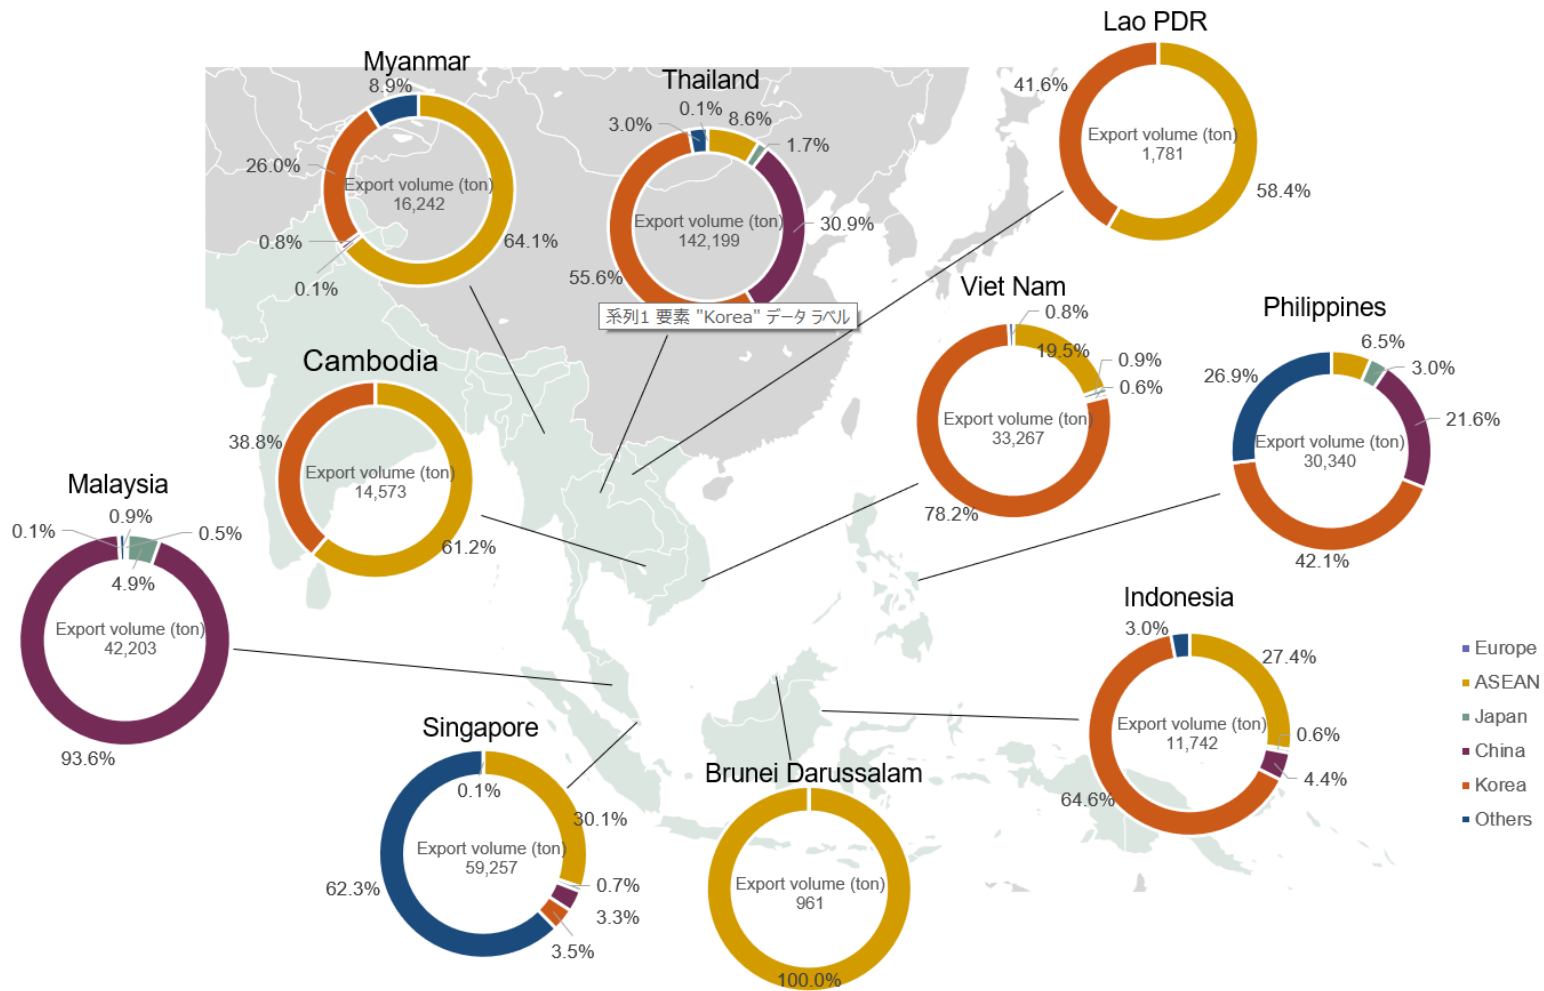 Lao PDR
41.6%
Export volume (ton)
1,781
58.4%
Myanmar
8.9%
26.0%
Export volume (ton)
16,242
0.8%
0.1%
64.1%
Thailand
0.1%
8.6%
3.0%
1.7%
Export volume (ton)
142,199
30.9%
55.6%
系列1 要素 "Korea" データ ラベル
Viet Nam
0.8%
19.5%
0.9%
0.6%
Export volume (ton)
33,267
78.2%
Philippines
6.5%
3.0%
26.9%
21.6%
Export volume (ton)
30,340
42.1%
Cambodia
38.8%
Export volume (ton)
14,573
61.2%
Malaysia
0.9%
0.1%
0.5%
4.9%
Export volume (ton)
42,203
93.6%
Indonesia
3.0%
27.4%
Export volume (ton)
11,742
0.6%
4.4%
64.6%
Singapore
0.1%
30.1%
Export volume (ton)
59,257
62.3%
0.7%
3.3%
3.5%
Brunei Darussalam
Export volume (ton)
961
100.0%
Europe
ASEAN
Japan
China
Korea
Others